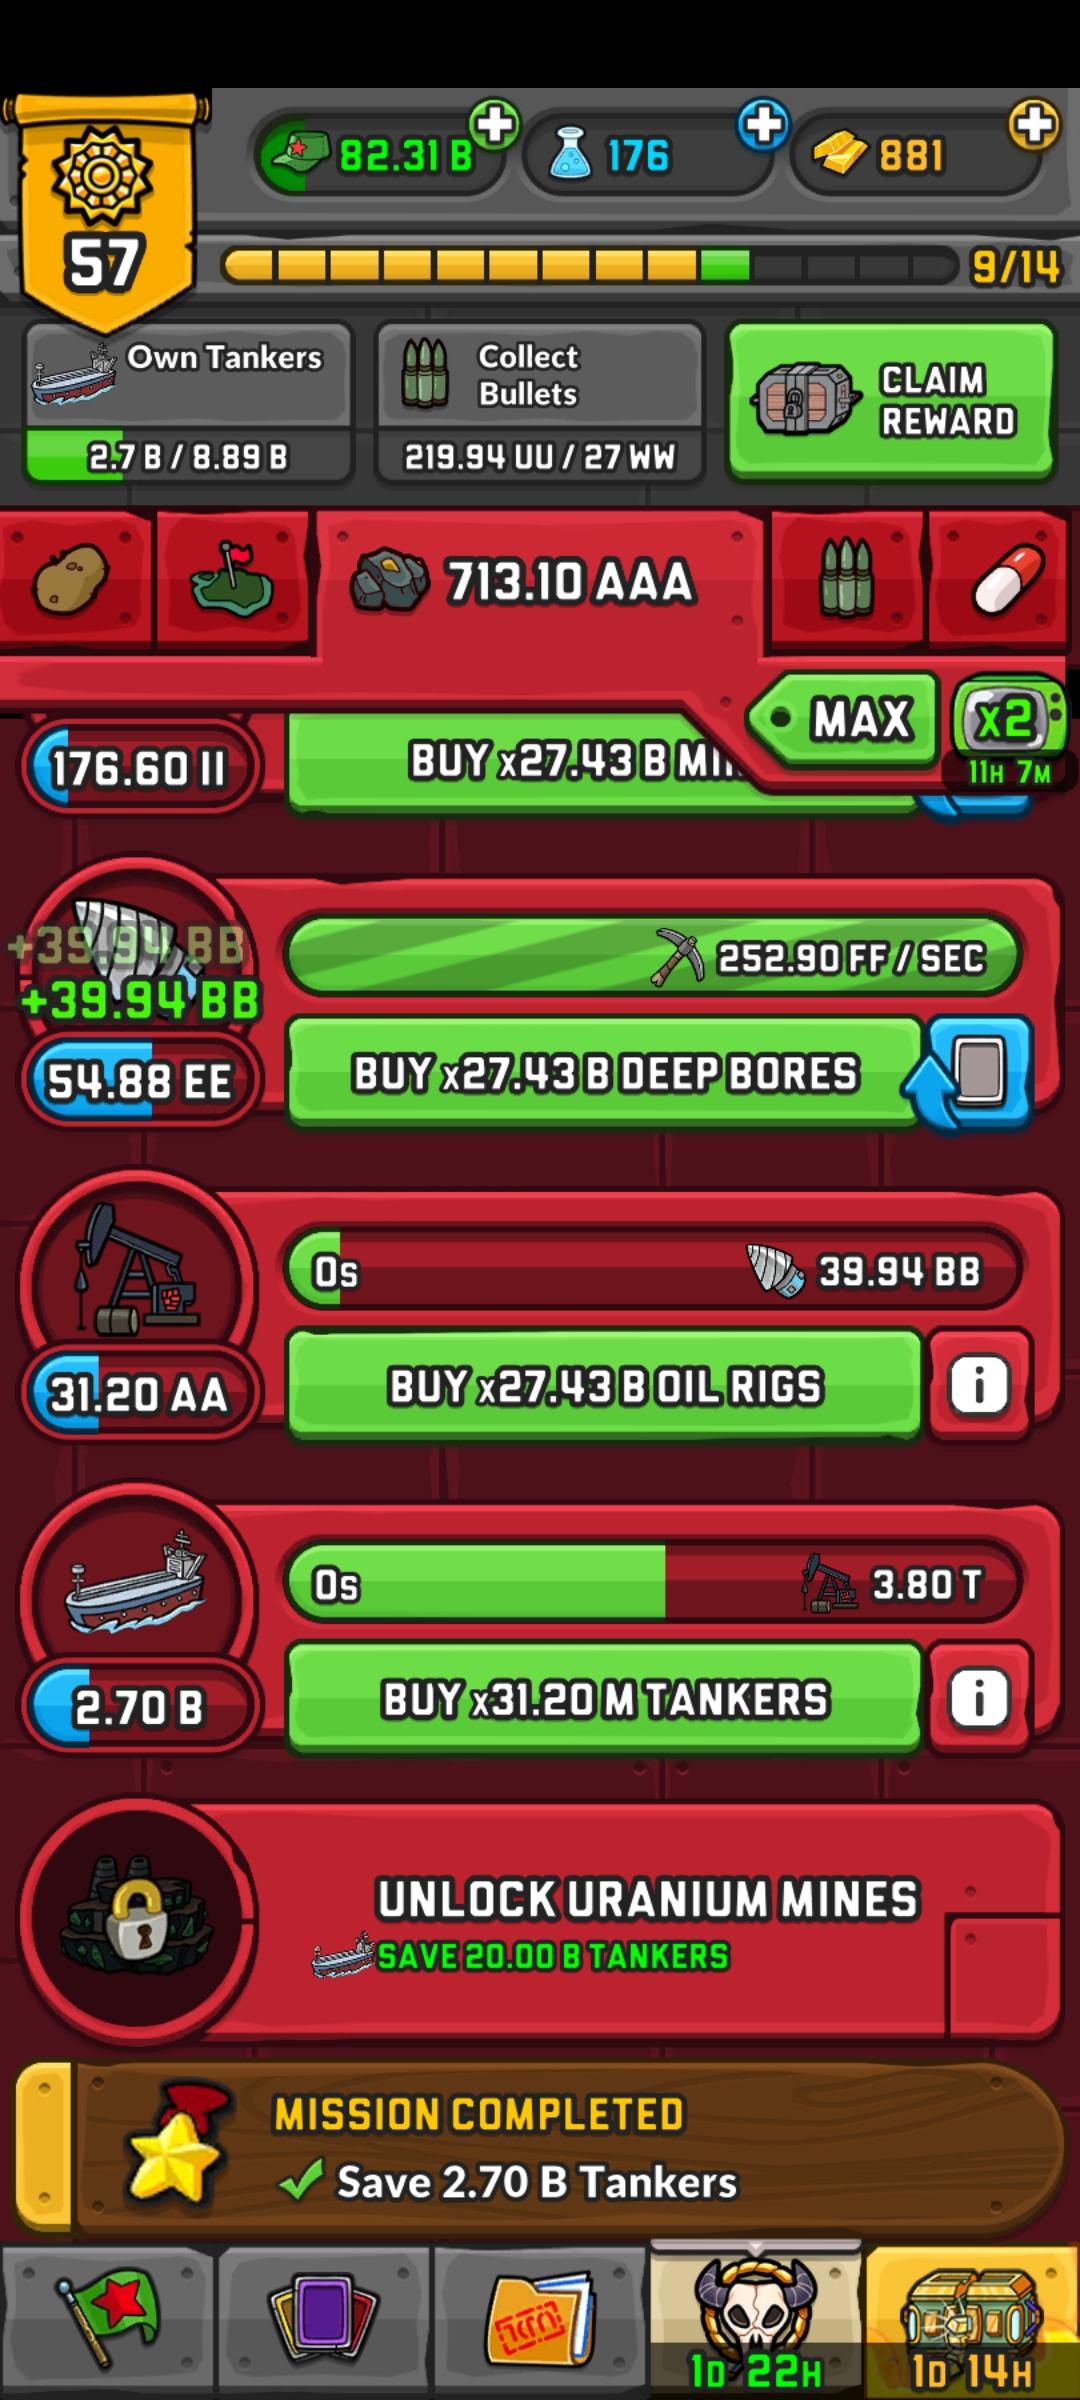 57
82.31 B
176
881
9/14
Own Tankers
2.7 B / 8.89 B
Collect
Bullets
219.94 UU / 27 WW
CLAIM
REWARD
713.10 AAA
MAX
x2
11H 7M
176.60 II
BUY x27.43 B
+39.94 BB
+39.94 BB
252.90 FF / SEC
54.88 EE
BUY x27.43 B DEEP BORES
0s
39.94 BB
31.20 AA
BUY x27.43 B OIL RIGS
0s
3.80 T
2.70 B
BUY x31.20 M TANKERS
UNLOCK URANIUM MINES
SAVE 20.00 B TANKERS
MISSION COMPLETED
Save 2.70 B Tankers
1D 22H
1D 14H